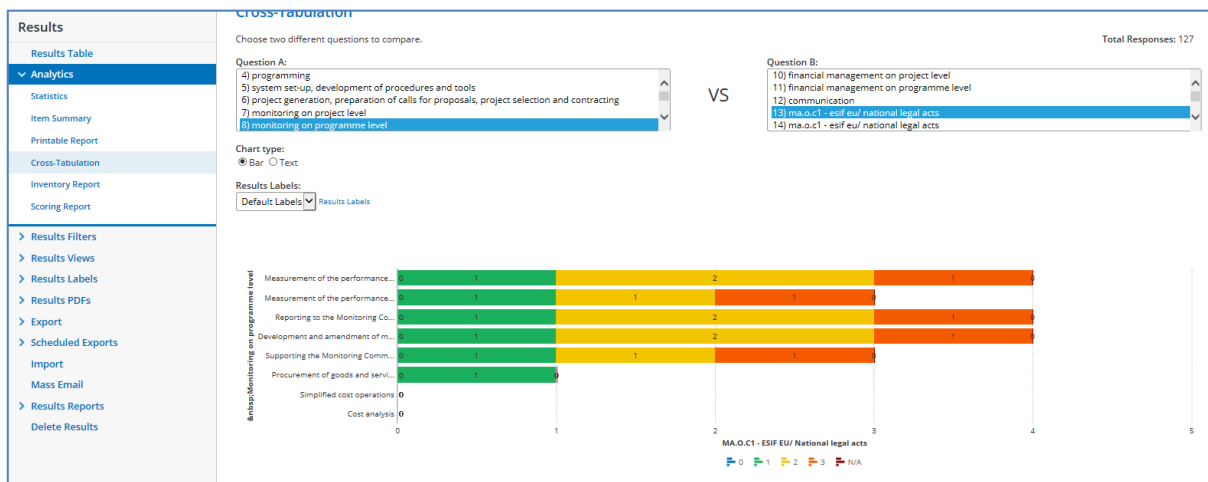 Results
Results Table
Analytics
Statistics
Item Summary
Printable Report
Cross-Tabulation
Inventory Report
Scoring Report
Results Filters
Results Views
Results Labels
Results PDFs
Export
Scheduled Exports
Import
Mass Email
Results Reports
Delete Results
Cross-Tabulation
Choose two different questions to compare.
Total Responses: 127
Question A:
4) programming
5) system set-up, development of procedures and tools
6) project generation, preparation of calls for proposals, project selection and contracting
7) monitoring on project level
8) monitoring on programme level
VS
Question B:
10) financial management on project level
11) financial management on programme level
12) communication
13) ma.o.c1 - esif eu/ national legal acts
14) ma.o.c1 - esif eu/ national legal acts
Chart type:
Bar Text
Results Labels:
Default Labels Results Labels
&nbsp;Monitoring on programme level
Measurement of the performance... 0 1 2 1 0
Measurement of the performance... 0 1 1 1 0
Reporting to the Monitoring Co... 0 1 2 1 0
Development and amendment of m... 0 1 2 1 0
Supporting the Monitoring Comm... 0 1 1 1 0
Procurement of goods and servi... 0 1 0
Simplified cost operations 0
Cost analysis 0
0 1 2 3 4 5
MA.O.C1 - ESIF EU/ National legal acts
0 1 2 3 N/A